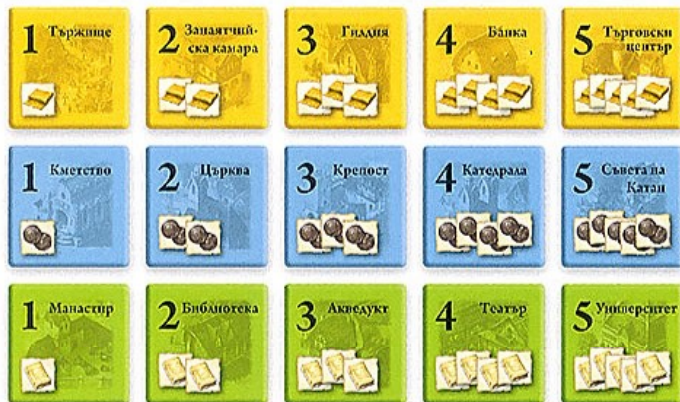 1 Тържище
2 Занаятчий-
ска камара
3 Гилдия
4 Банка
5 Търговски
център
1 Кметство
2 Църква
3 Крепост
4 Катедрала
5 Съвета на
Катан
1 Манастир
2 Библиотека
3 Акведукт
4 Театър
5 Университет